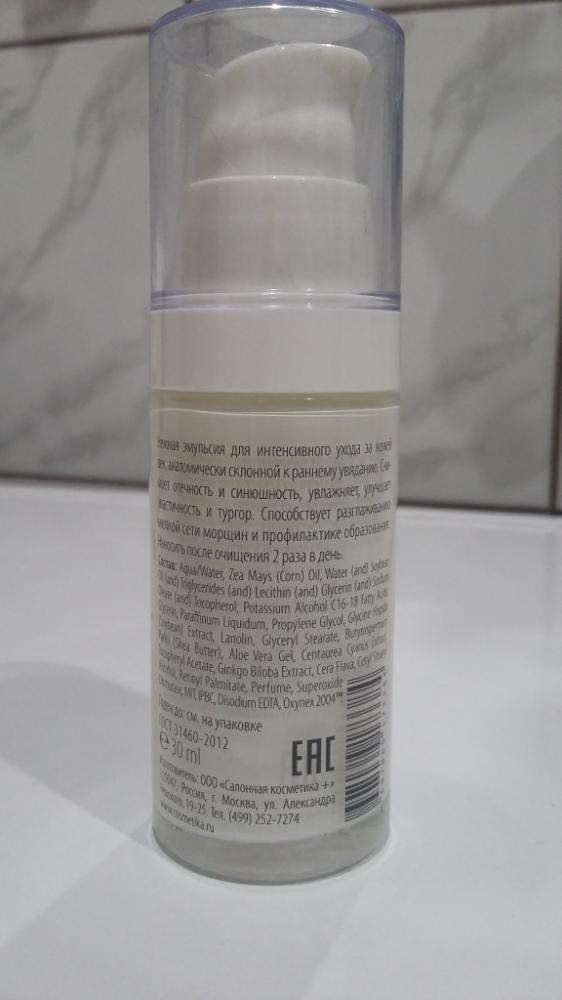 Нежная эмульсия для интенсивного ухода за кожей
век, анатомически склонной к раннему увяданию. Сни-
мает отечность и синюшность, увлажняет, улучшает
эластичность и тургор. Способствует разглаживанию
мелкой сети морщин и профилактике образования.
Наносить после очищения 2 раза в день.
Состав: Aqua/Water, Zea Mays (Corn) Oil, Water (and) Soybean
Oil (and) Triglycerides (and) Lecithin (and) Glycerin (and) Sodium
Oleate (and) Tocopherol, Potassium Alcohol C16-18 Fatty Acid,
Glycerin, Paraffinum Liquidum, Propylene Glycol, Glycine Hispida
(Soybean) Extract, Lanolin, Glyceryl Stearate, Butyrospermum
Parkii (Shea Butter), Aloe Vera Gel, Centaurea Cyanus Extract,
Tocopheryl Acetate, Ginkgo Biloba Extract, Cera Flava, Cetyl Stearyl
Alcohol, Retinyl Palmitate, Perfume, Superoxide
Dismutase, MIT, IPBC, Disodium EDTA, Oxynex 2004™
Годен до: см. на упаковке
ГОСТ 31460-2012
℮ 30 ml
EAC
Изготовитель: ООО «Салонная косметика +»
125047, Россия, г. Москва, ул. Александра
Невского, 19-25. Тел. (499) 252-7274
www.cosmetika.ru